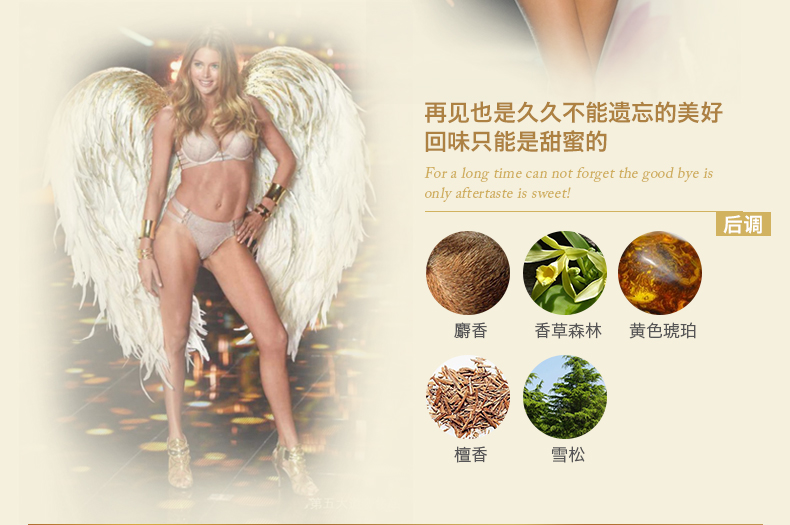 再见也是久久不能遗忘的美好
回味只能是甜蜜的
For a long time can not forget the good bye is
only aftertaste is sweet!
后调
麝香
香草森林
黄色琥珀
檀香
雪松